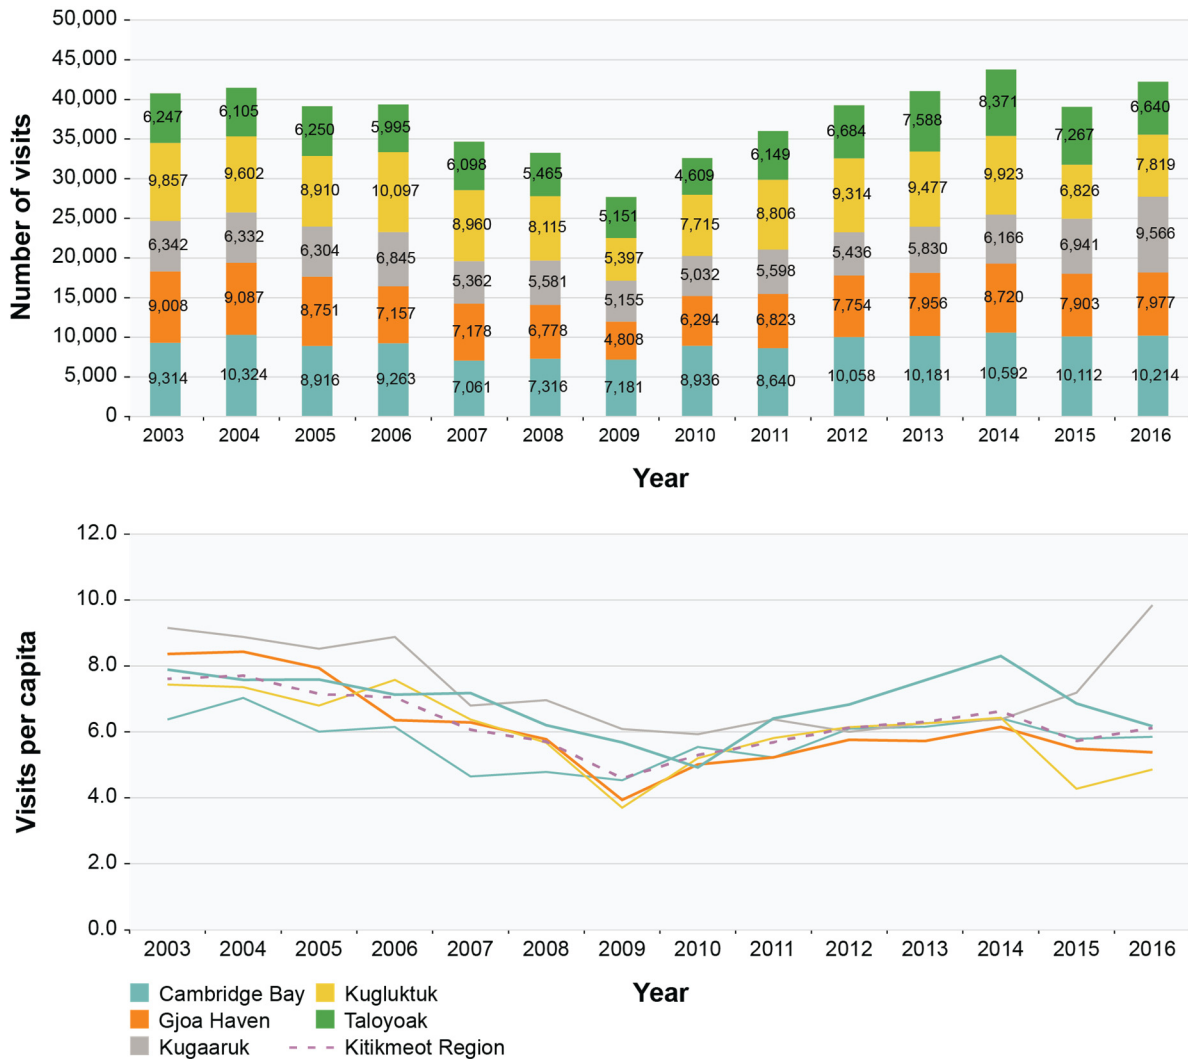 50,000
45,000
40,000
35,000
30,000
25,000
20,000
15,000
10,000
5,000
0
Number of visits
6,247 6,105 6,250 5,995 6,098 5,465 5,151 4,609 6,149 6,684 7,588 8,371 7,267 6,640
9,857 9,602 8,910 10,097 8,960 8,115 5,397 7,715 8,806 9,314 9,477 9,923 6,826 7,819
6,342 6,332 6,304 6,845 5,362 5,581 5,155 5,032 5,598 5,436 5,830 6,166 6,941 9,566
9,008 9,087 8,751 7,157 7,178 6,778 4,808 6,294 6,823 7,754 7,956 8,720 7,903 7,977
9,314 10,324 8,916 9,263 7,061 7,316 7,181 8,936 8,640 10,058 10,181 10,592 10,112 10,214
2003 2004 2005 2006 2007 2008 2009 2010 2011 2012 2013 2014 2015 2016
Year
12.0
10.0
8.0
6.0
4.0
2.0
0.0
Visits per capita
2003 2004 2005 2006 2007 2008 2009 2010 2011 2012 2013 2014 2015 2016
Year
Cambridge Bay Kugluktuk
Gjoa Haven Taloyoak
Kugaaruk Kitikmeot Region